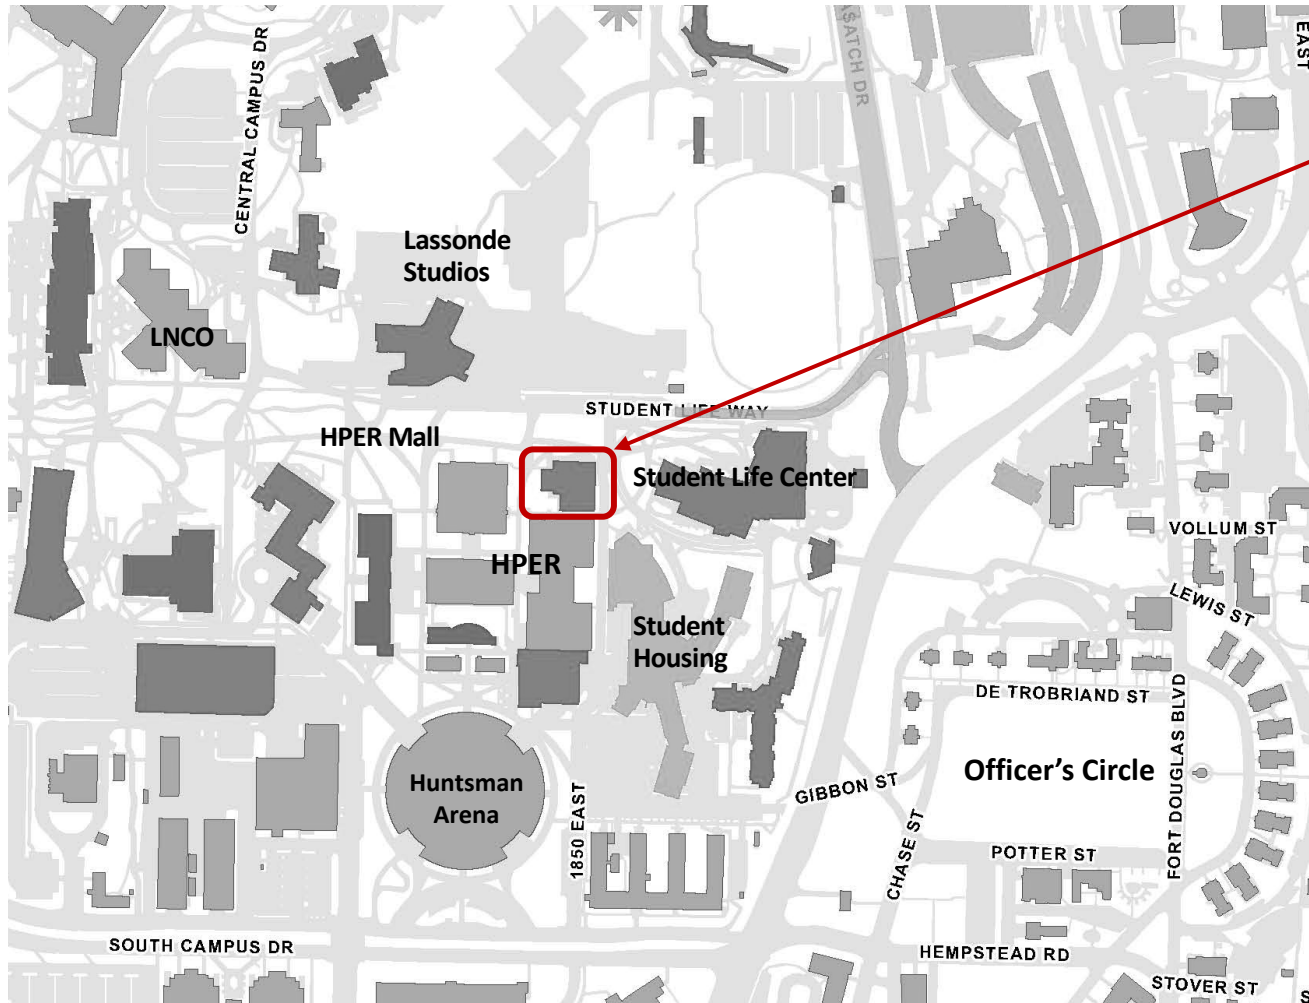 CENTRAL CAMPUS DR
ASATCH DR
EAST
Lassonde
Studios
LNCO
STUDENT LIFE WAY
HPER Mall
Student Life Center
VOLLUM ST
HPER
LEWIS ST
Student
Housing
DE TROBRIAND ST
FORT DOUGLAS BLVD
Officer's Circle
Huntsman
Arena
GIBBON ST
1850 EAST
CHASE ST
POTTER ST
SOUTH CAMPUS DR
HEMPSTEAD RD
STOVER ST
S